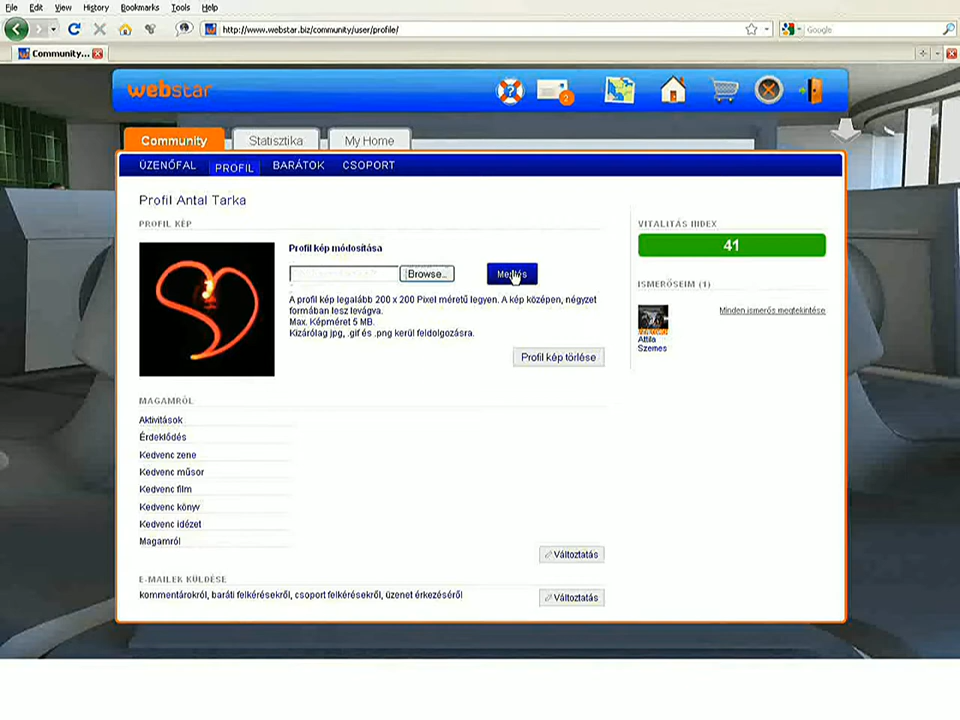 File Edit View History Bookmarks Tools Help
http://www.webstar.biz/community/user/profile/
Google
Community...
webstar
2
Community Statisztika My Home
ÜZENŐFAL PROFIL BARÁTOK CSOPORT
Profil Antal Tarka
PROFIL KÉP
Profil kép módosítása
Browse...
A profil kép legalább 200 x 200 Pixel méretű legyen. A kép középen, négyzet
formában lesz levágva.
Max. Képméret 5 MB.
Kizárólag jpg, .gif és .png kerül feldolgozásra.
Profil kép törlése
VITALITÁS INDEX
41
ISMERŐSEIM (1)
Minden ismerős megtekintése
Attila
Szemes
MAGAMRÓL
Aktivitások
Érdeklődés
Kedvenc zene
Kedvenc műsor
Kedvenc film
Kedvenc könyv
Kedvenc idézet
Magamról
Változtatás
E-MAILEK KÜLDÉSE
kommentárokról, baráti felkérésekről, csoport felkérésekről, üzenet érkezéséről
Változtatás